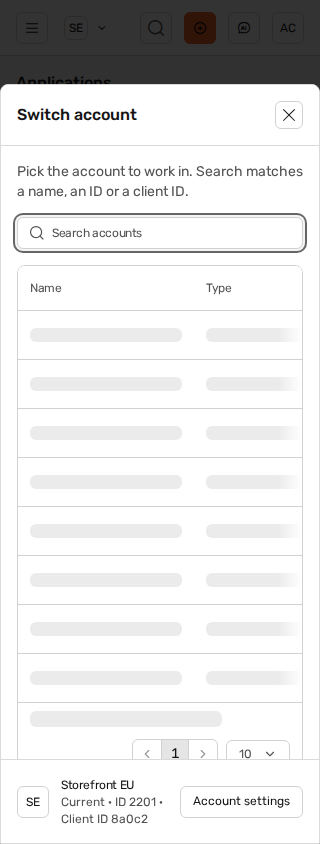 SE
AC
Applications
Switch account
Pick the account to work in. Search matches
a name, an ID or a client ID.
Search accounts
Name Type
1
10
SE
Storefront EU
Current • ID 2201 •
Client ID 8a0c2
Account settings